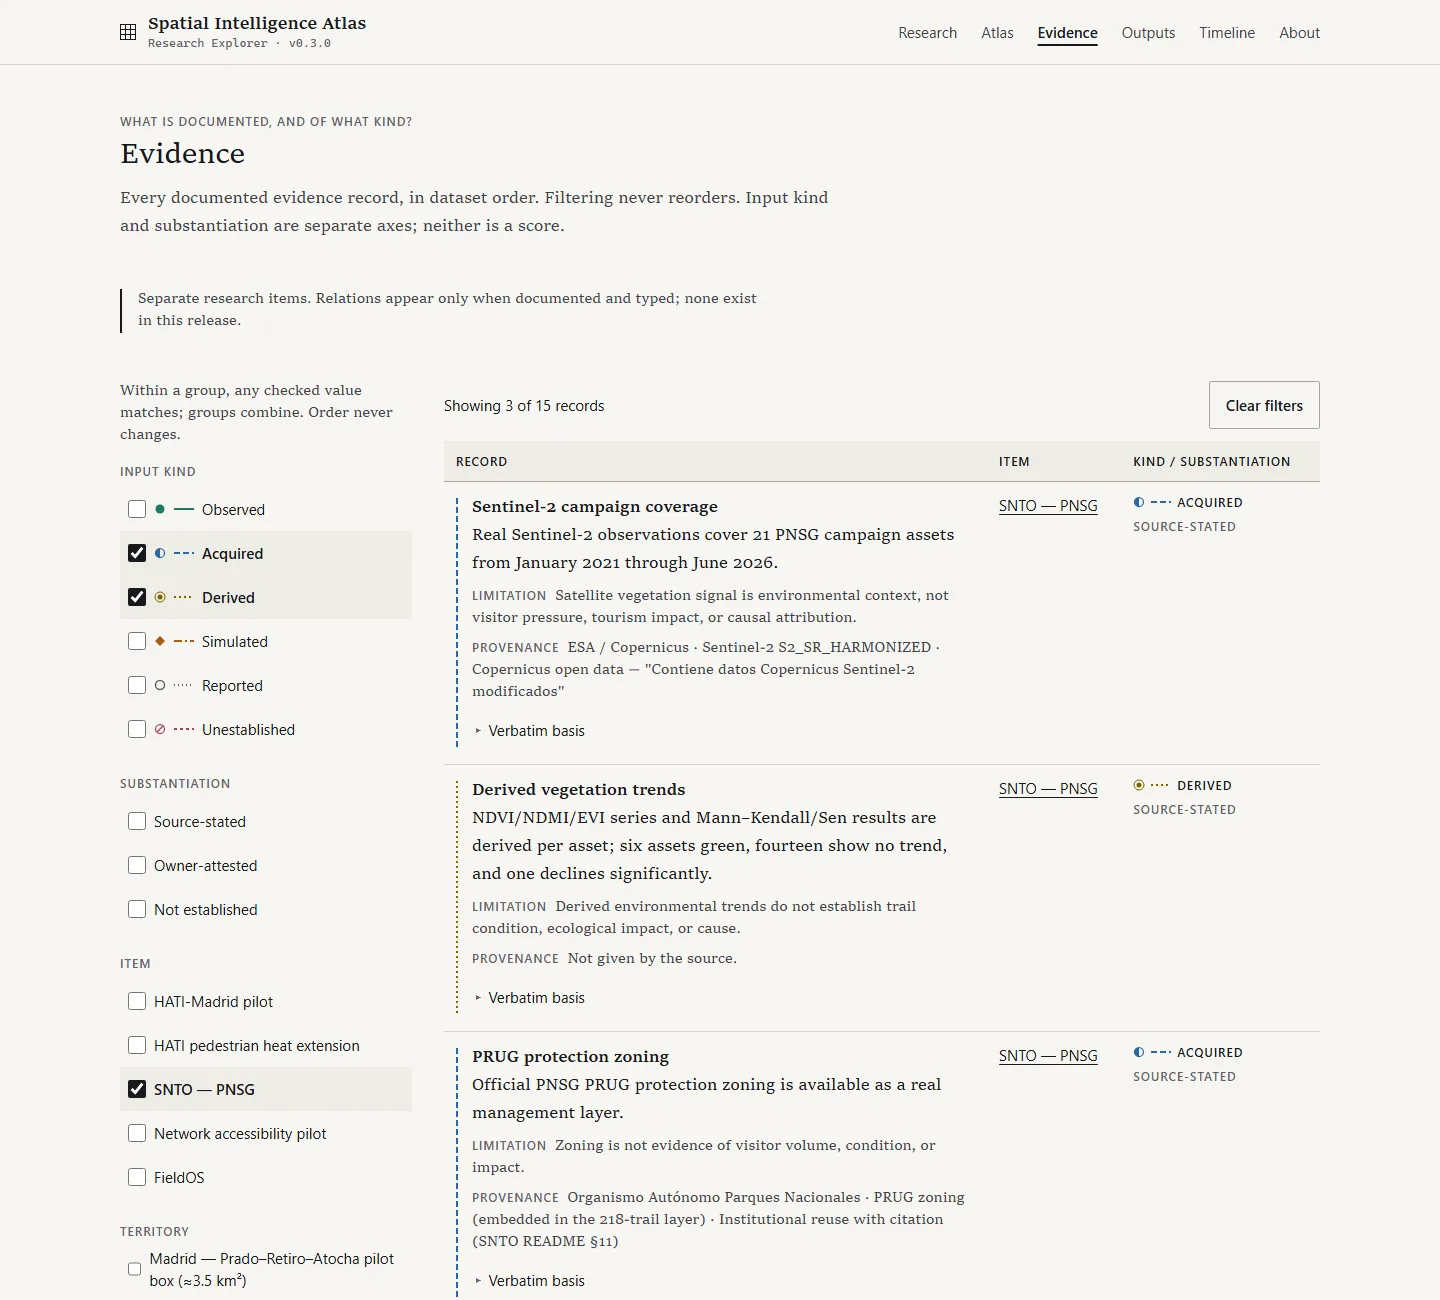 Spatial Intelligence Atlas
Research Explorer · v0.3.0
Research Atlas Evidence Outputs Timeline About
WHAT IS DOCUMENTED, AND OF WHAT KIND?
Evidence
Every documented evidence record, in dataset order. Filtering never reorders. Input kind
and substantiation are separate axes; neither is a score.
Separate research items. Relations appear only when documented and typed; none exist
in this release.
Within a group, any checked value
matches; groups combine. Order never
changes.
INPUT KIND
Observed
Acquired
Derived
Simulated
Reported
Unestablished
SUBSTANTIATION
Source-stated
Owner-attested
Not established
ITEM
HATI-Madrid pilot
HATI pedestrian heat extension
SNTO — PNSG
Network accessibility pilot
FieldOS
TERRITORY
Madrid — Prado–Retiro–Atocha pilot
box (≈3.5 km²)
Showing 3 of 15 records
Clear filters
RECORD ITEM KIND / SUBSTANTIATION
Sentinel-2 campaign coverage
Real Sentinel-2 observations cover 21 PNSG campaign assets
from January 2021 through June 2026.
LIMITATION Satellite vegetation signal is environmental context, not
visitor pressure, tourism impact, or causal attribution.
PROVENANCE ESA / Copernicus · Sentinel-2 S2_SR_HARMONIZED ·
Copernicus open data — "Contiene datos Copernicus Sentinel-2
modificados"
Verbatim basis
SNTO — PNSG
ACQUIRED
SOURCE-STATED
Derived vegetation trends
NDVI/NDMI/EVI series and Mann–Kendall/Sen results are
derived per asset; six assets green, fourteen show no trend,
and one declines significantly.
LIMITATION Derived environmental trends do not establish trail
condition, ecological impact, or cause.
PROVENANCE Not given by the source.
Verbatim basis
SNTO — PNSG
DERIVED
SOURCE-STATED
PRUG protection zoning
Official PNSG PRUG protection zoning is available as a real
management layer.
LIMITATION Zoning is not evidence of visitor volume, condition, or
impact.
PROVENANCE Organismo Autónomo Parques Nacionales · PRUG zoning
(embedded in the 218-trail layer) · Institutional reuse with citation
(SNTO README §11)
Verbatim basis
SNTO — PNSG
ACQUIRED
SOURCE-STATED